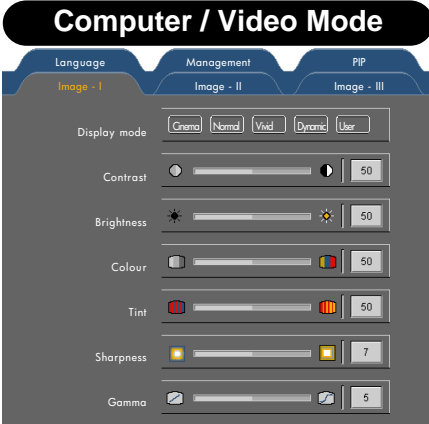 Computer / Video Mode
Language Management PIP
Image - I Image - II Image - III
Display mode Cinema Normal Vivid Dynamic User
Contrast 50
Brightness 50
Colour 50
Tint 50
Sharpness 7
Gamma 5